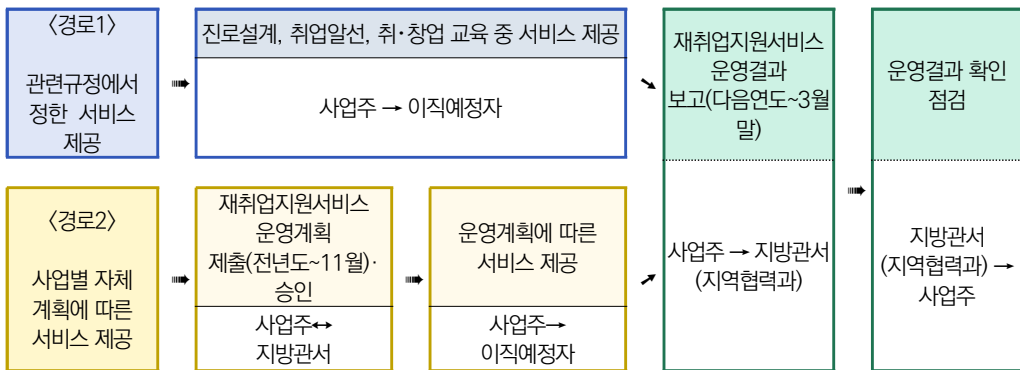 〈경로1〉
관련규정에서
정한 서비스
제공
➠
진로설계, 취업알선, 취·창업 교육 중 서비스 제공
사업주 → 이직예정자
➘
〈경로2〉
사업별 자체
계획에 따른
서비스 제공
➠
재취업지원서비스
운영계획
제출(전년도~11월)·
승인
사업주↔
지방관서
➠
운영계획에 따른
서비스 제공
사업주→
이직예정자
➚
재취업지원서비스
운영결과
보고(다음연도~3월
말)
사업주 → 지방관서
(지역협력과)
➠
운영결과 확인
점검
지방관서
(지역협력과) →
사업주